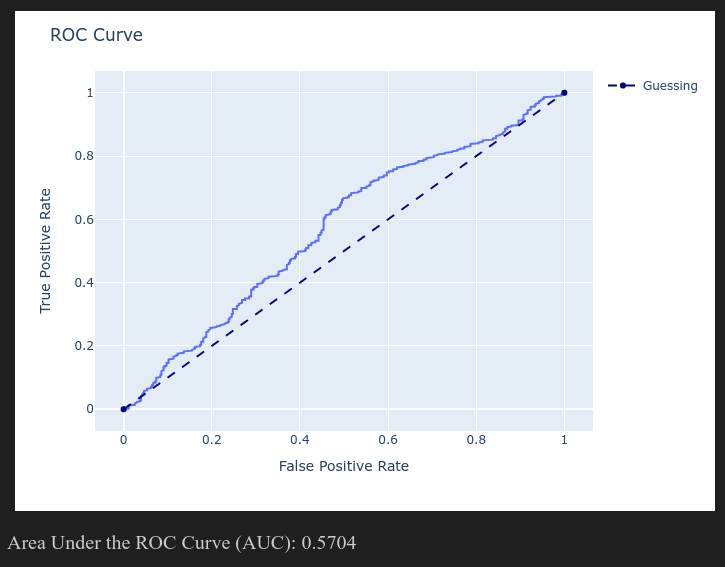 ROC Curve
Guessing
1
0.8
0.6
0.4
0.2
0
True Positive Rate
0 0.2 0.4 0.6 0.8 1
False Positive Rate
Area Under the ROC Curve (AUC): 0.5704